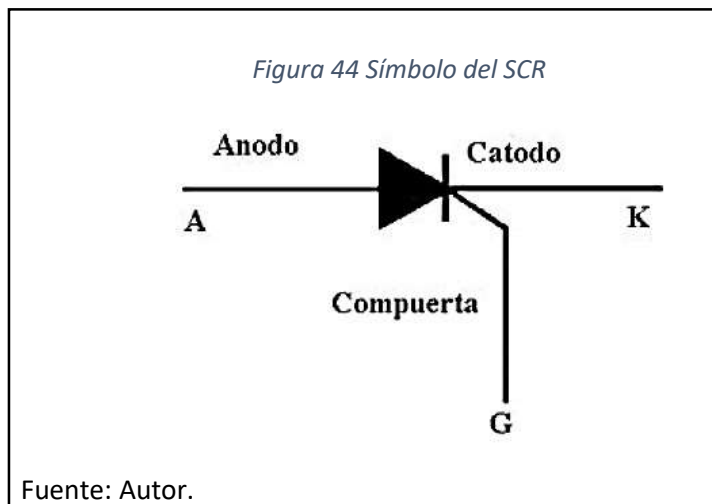 Figura 44 Símbolo del SCR
Anodo
Catodo
A
K
Compuerta
G
Fuente: Autor.